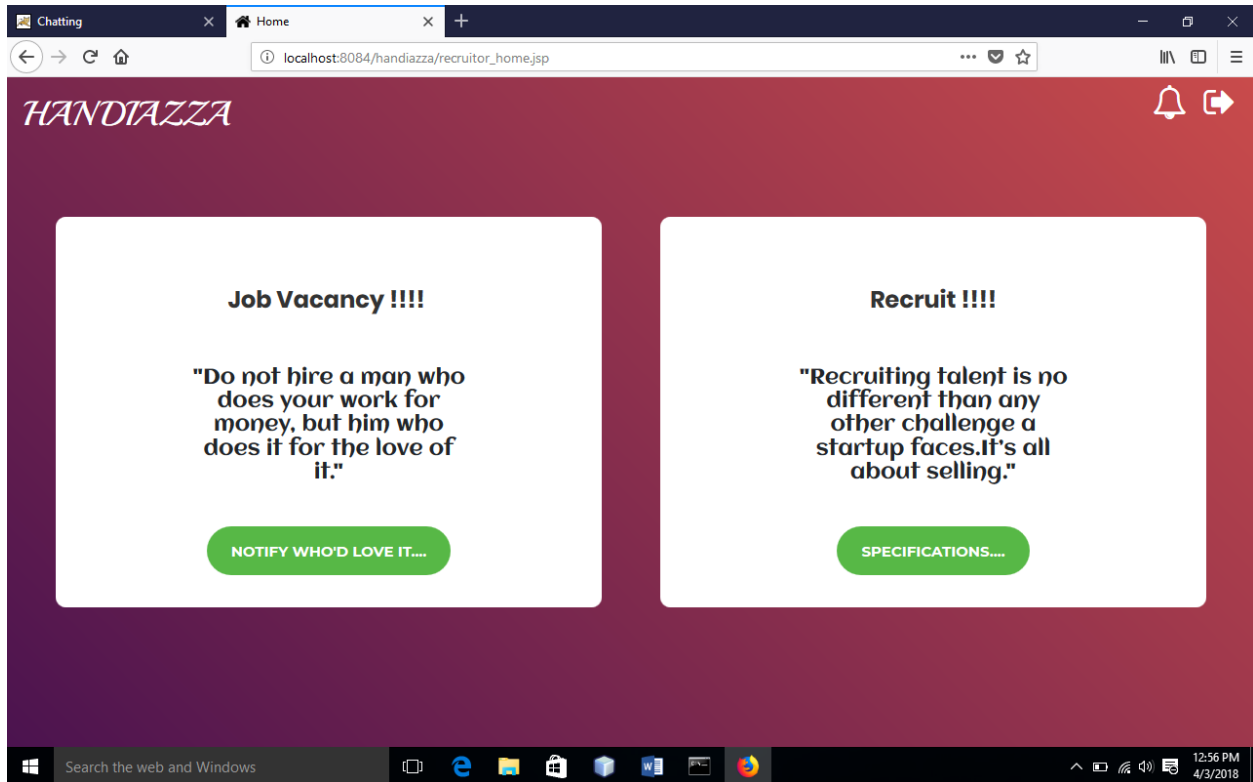 Chatting
Home
localhost:8084/handiazza/recruitor_home.jsp
HANDIAZZA
Job Vacancy !!!!
"Do not hire a man who
does your work for
money, but him who
does it for the love of
it."
NOTIFY WHO'D LOVE IT....
Recruit !!!!
"Recruiting talent is no
different than any
other challenge a
startup faces.It's all
about selling."
SPECIFICATIONS....
Search the web and Windows
12:56 PM
4/3/2018